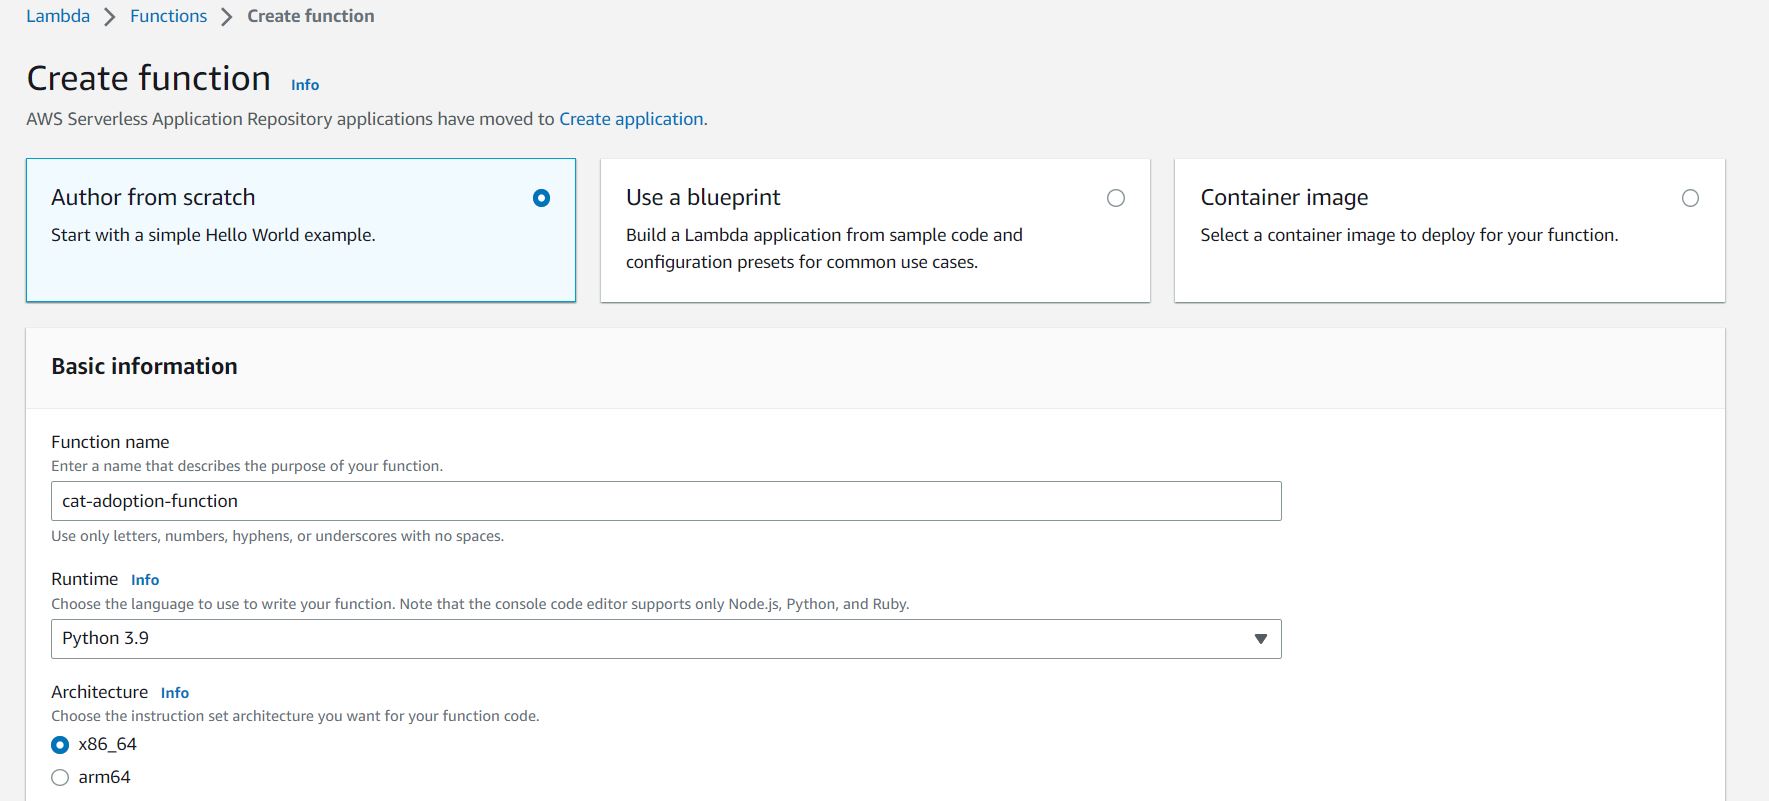 Lambda > Functions > Create function
Create function Info
AWS Serverless Application Repository applications have moved to Create application.
Author from scratch
Start with a simple Hello World example.
Use a blueprint
Build a Lambda application from sample code and
configuration presets for common use cases.
Container image
Select a container image to deploy for your function.
Basic information
Function name
Enter a name that describes the purpose of your function.
cat-adoption-function
Use only letters, numbers, hyphens, or underscores with no spaces.
Runtime Info
Choose the language to use to write your function. Note that the console code editor supports only Node.js, Python, and Ruby.
Python 3.9
Architecture Info
Choose the instruction set architecture you want for your function code.
x86_64
arm64